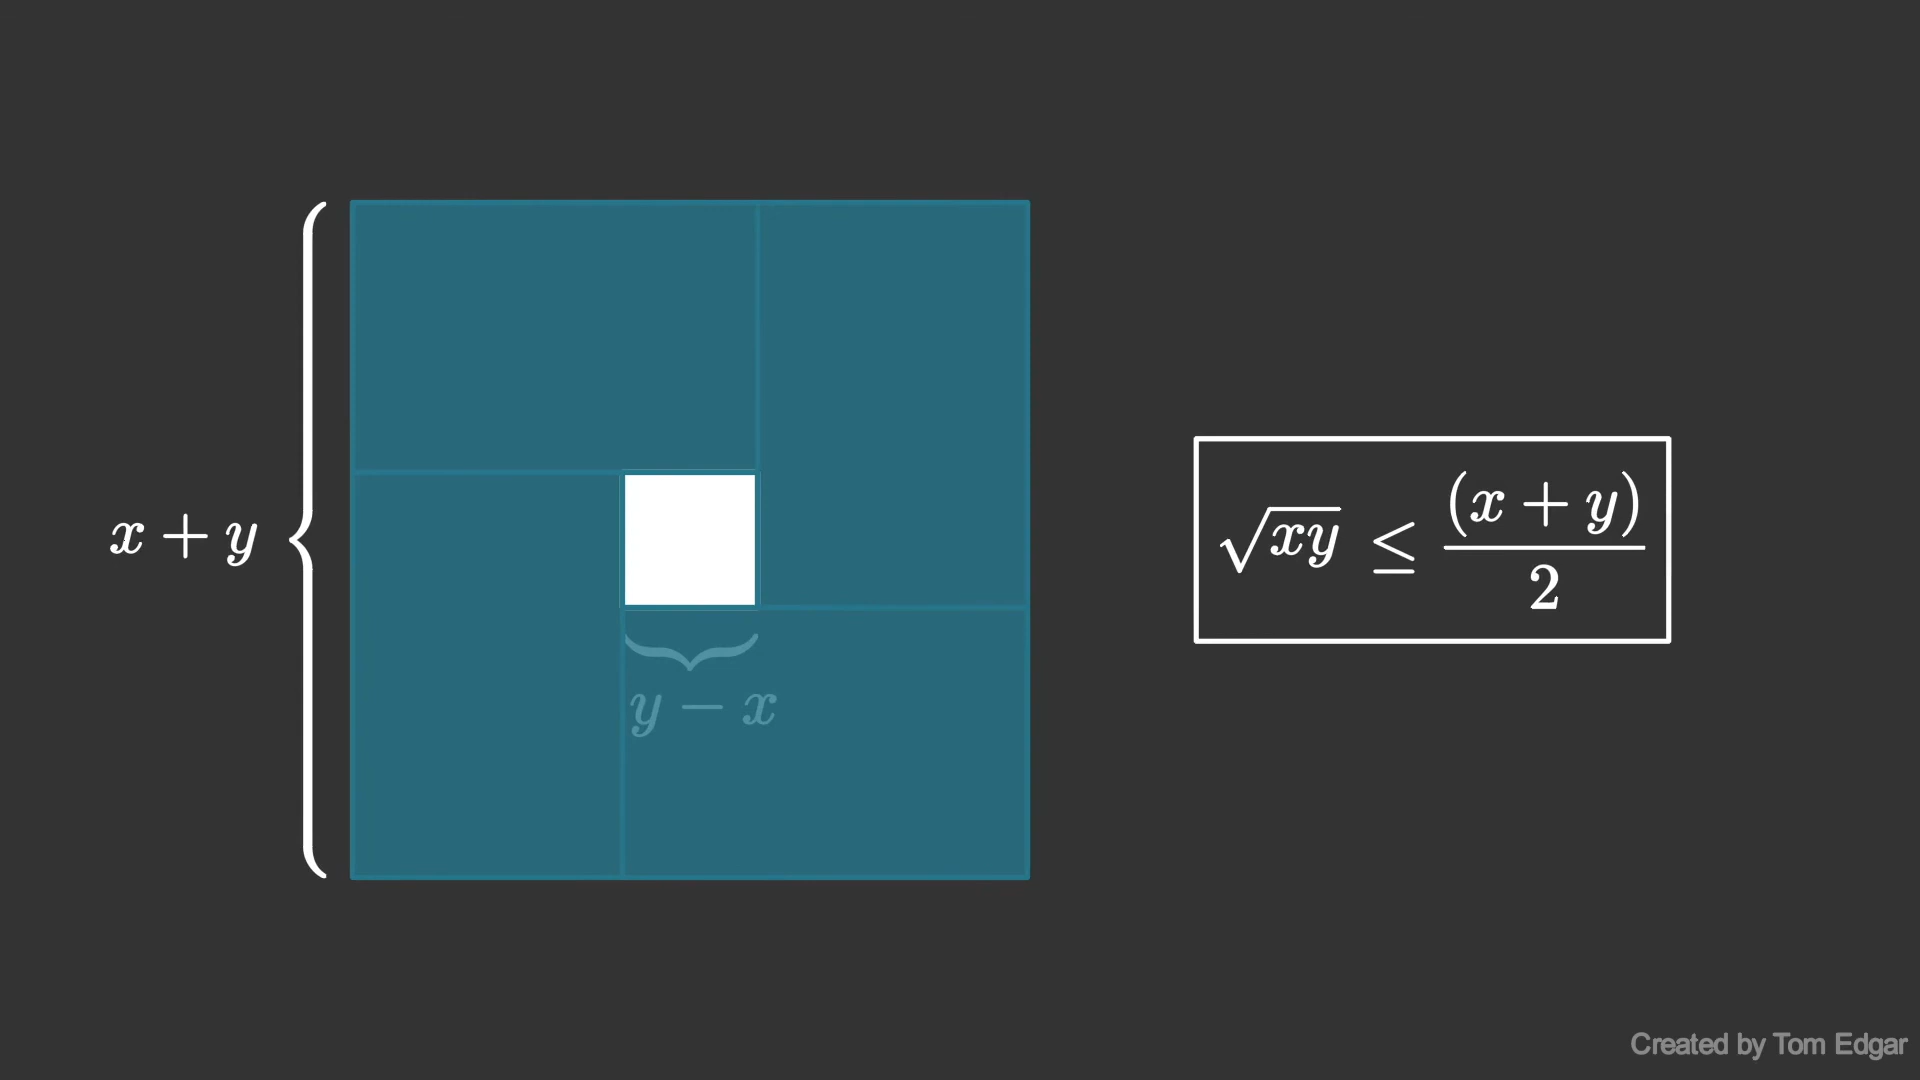 x + y
y − x
√xy ≤ (x + y)/2
Created by Tom Edgar